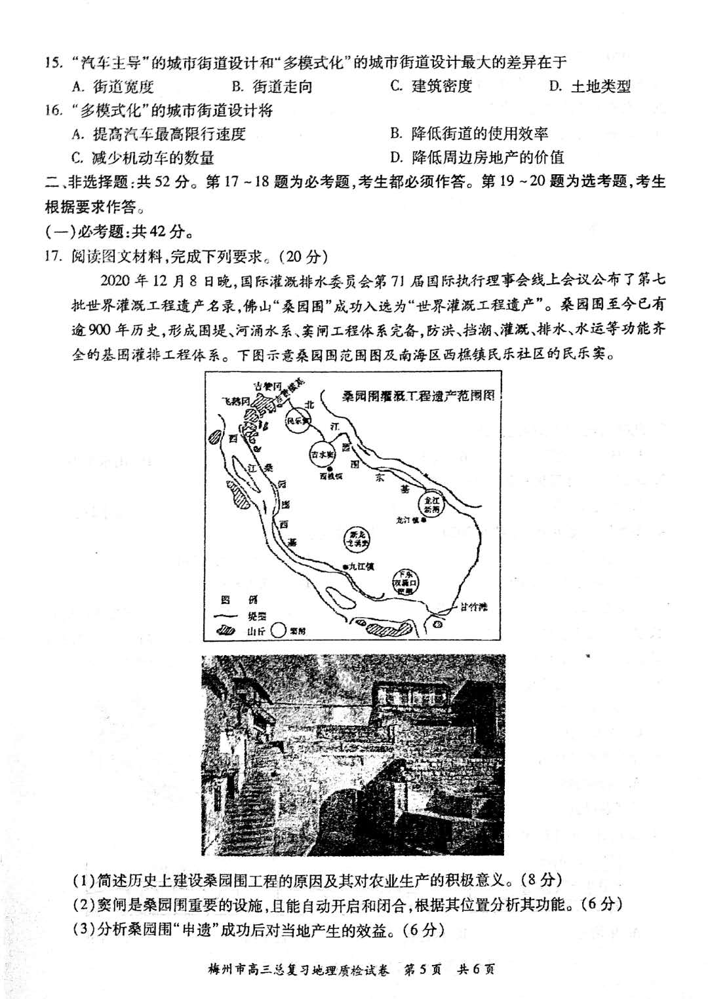 15. “汽车主导”的城市街道设计和“多模式化”的城市街道设计最大的差异在于
A. 街道宽度 B. 街道走向 C. 建筑密度 D. 土地类型
16. “多模式化”的城市街道设计将
A. 提高汽车最高限行速度 B. 降低街道的使用效率
C. 减少机动车的数量 D. 降低周边房地产的价值
二、非选择题:共52分。第17~18题为必考题,考生都必须作答。第19~20题为选考题,考生
根据要求作答。
(一)必考题:共42分。
17. 阅读图文材料,完成下列要求。(20分)
2020年12月8日晚,国际灌溉排水委员会第71届国际执行理事会线上会议公布了第七
批世界灌溉工程遗产名录,佛山“桑园围”成功入选为“世界灌溉工程遗产”。桑园围至今已有
逾900年历史,形成围堤、河涌水系、窦闸工程体系完备,防洪、挡潮、灌溉、排水、水运等功能齐
全的基围灌排工程体系。下图示意桑园围范围图及南海区西樵镇民乐社区的民乐窦。
桑园围灌溉工程遗产范围图
吉赞冈
吉赞横基
飞鹅冈
北江
民乐窦
西江
吉水窦
西樵镇
桑园围东基
桑园围西基
龙江新闸
龙江镇
九江镇
甘竹滩
图 例
堤围
山丘
窦闸
(1)简述历史上建设桑园围工程的原因及其对农业生产的积极意义。(8分)
(2)窦闸是桑园围重要的设施,且能自动开启和闭合,根据其位置分析其功能。(6分)
(3)分析桑园围“申遗”成功后对当地产生的效益。(6分)
梅州市高三总复习地理质检试卷 第5页 共6页